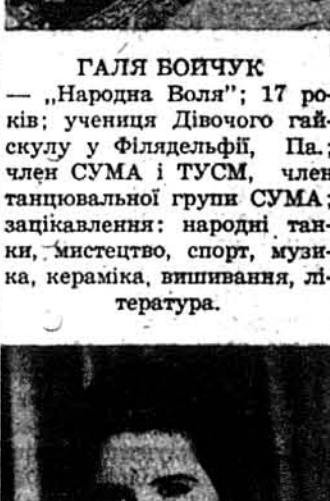 ГАЛЯ БОЙЧУК
— „Народна Воля"; 17 ро-
ків; учениця Дівочого гай-
скулу у Філядельфії, Па.;
член СУМА і ТУСМ, член
танцювальної групи СУМА;
зацікавлення: народні тан-
ки, мистецтво, спорт, музи-
ка, кераміка, вишивання, лі-
тература.